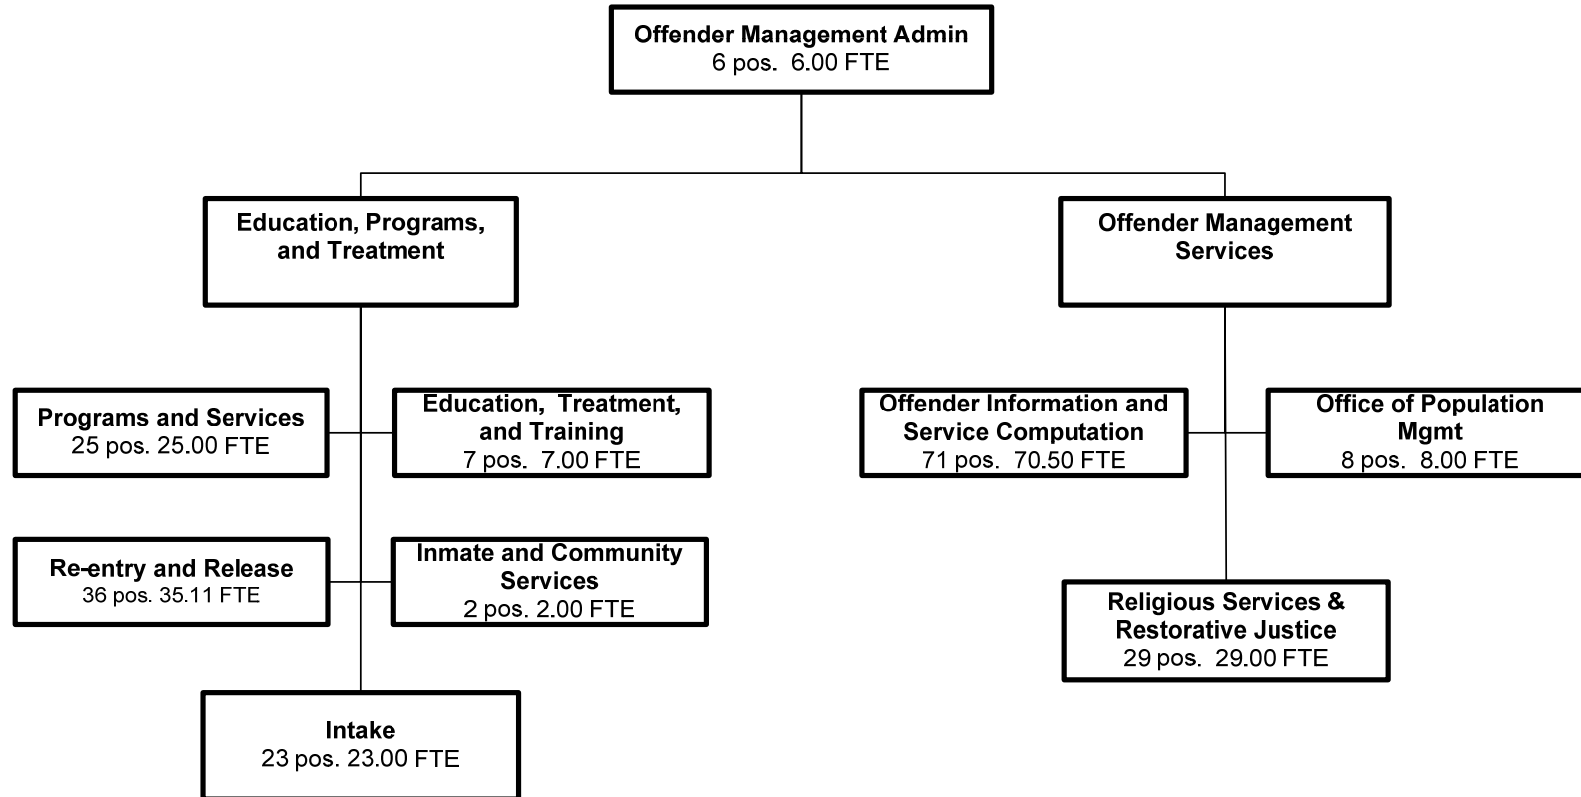 Offender Management Admin
6 pos.  6.00 FTE
Education, Programs,
and Treatment
Offender Management
Services
Programs and Services
25 pos. 25.00 FTE
Education,  Treatment,
and Training
7 pos.  7.00 FTE
Offender Information and
Service Computation
71 pos.  70.50 FTE
Office of Population
Mgmt
8 pos.  8.00 FTE
Re-entry and Release
36 pos. 35.11 FTE
Inmate and Community
Services
2 pos. 2.00 FTE
Religious Services &
Restorative Justice
29 pos.  29.00 FTE
Intake
23 pos. 23.00 FTE